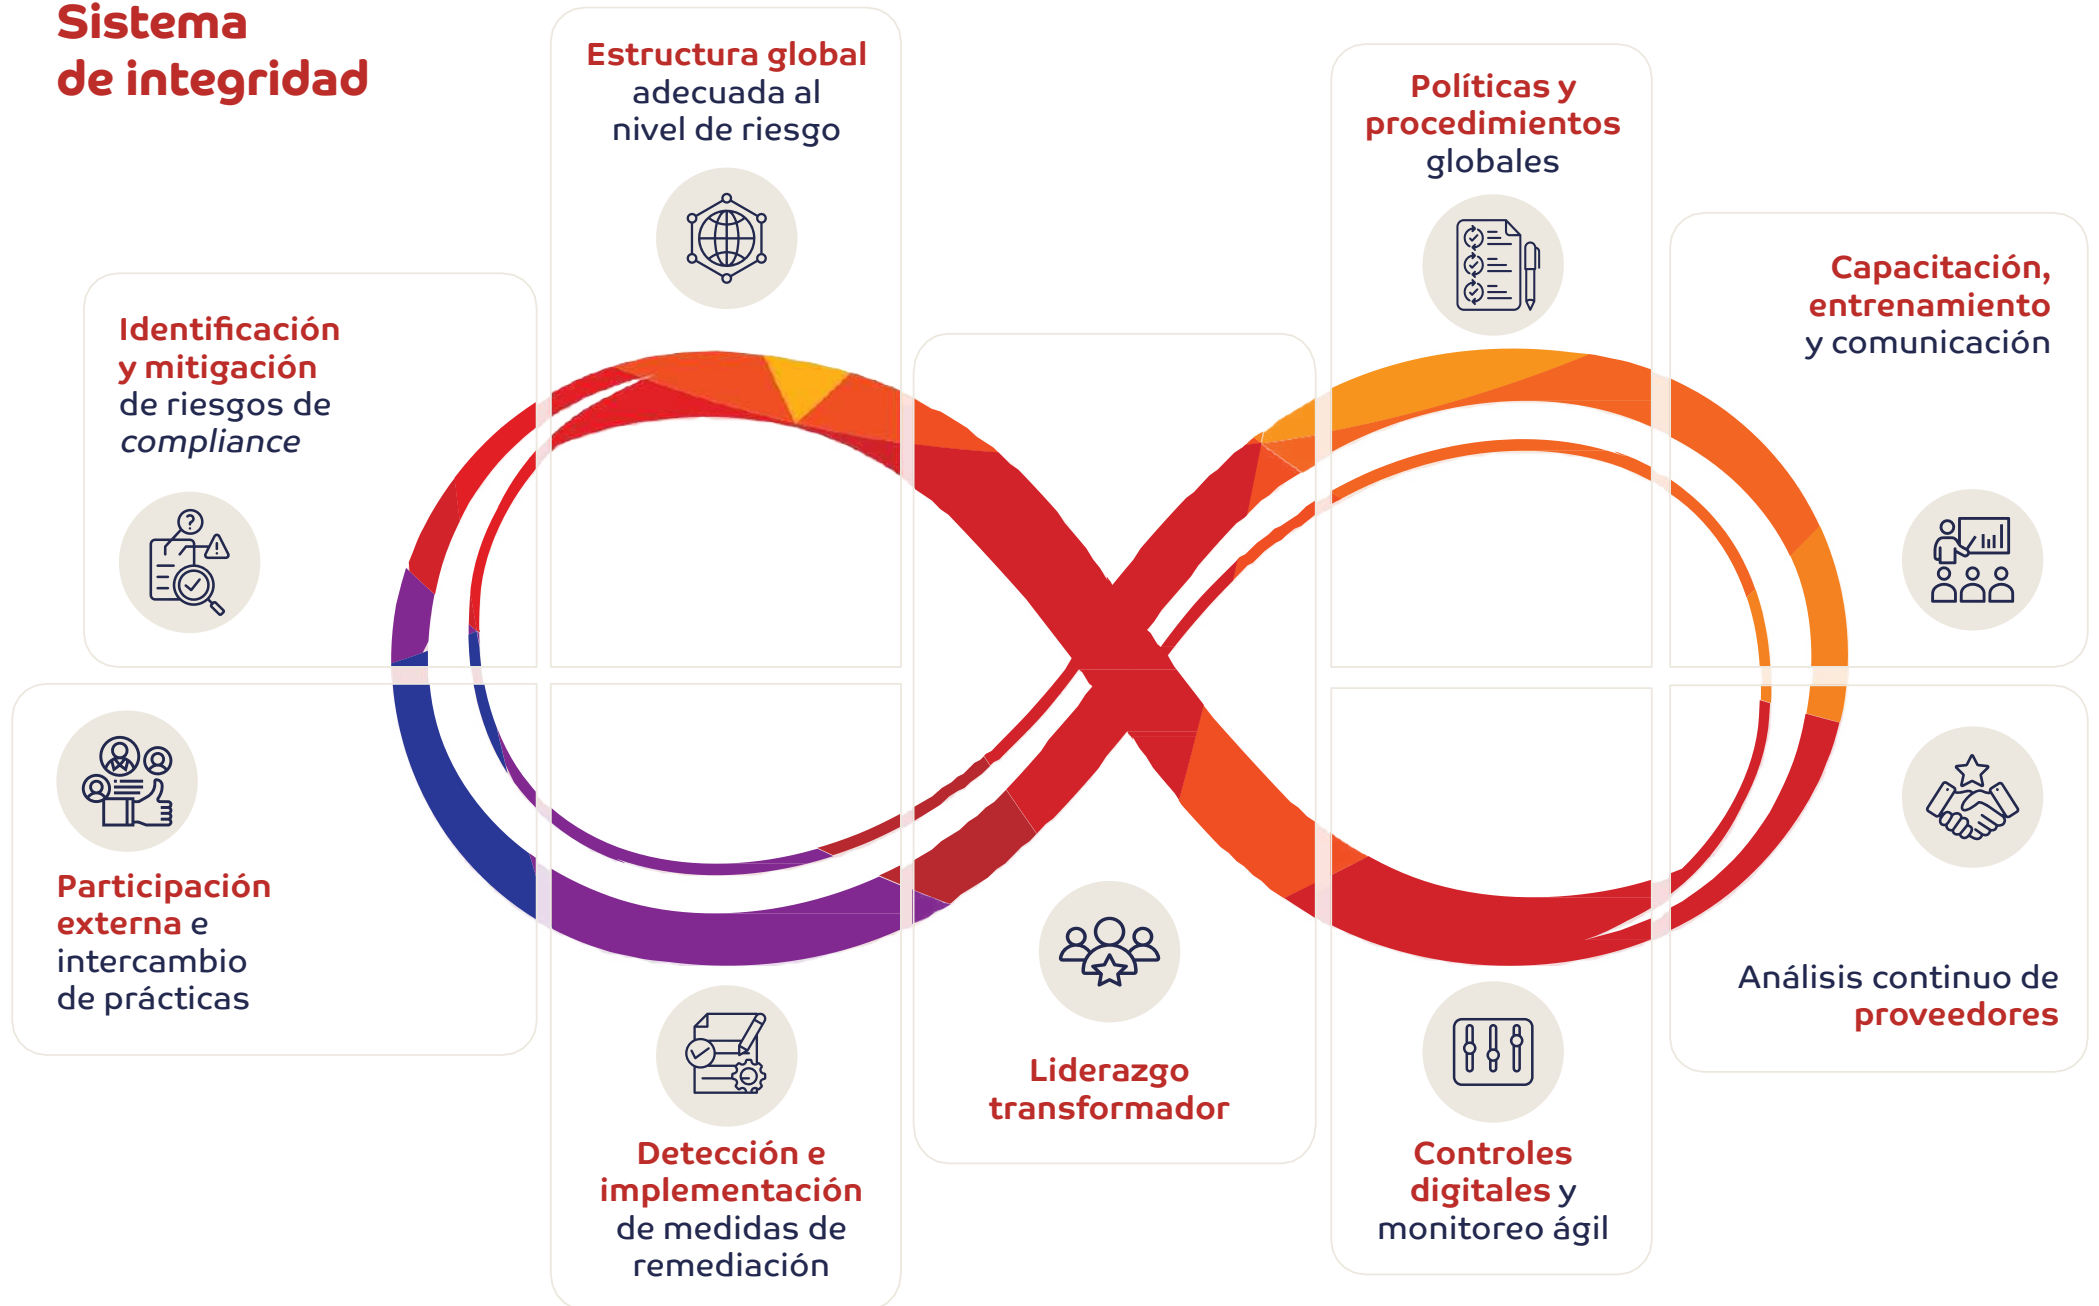 Sistema
de integridad
Estructura global
adecuada al
nivel de riesgo
Políticas y
procedimientos
globales
Capacitación,
entrenamiento
y comunicación
Identificación
y mitigación
de riesgos de
compliance
Participación
externa e
intercambio
de prácticas
Detección e
implementación
de medidas de
remediación
Liderazgo
transformador
Controles
digitales y
monitoreo ágil
Análisis continuo de
proveedores